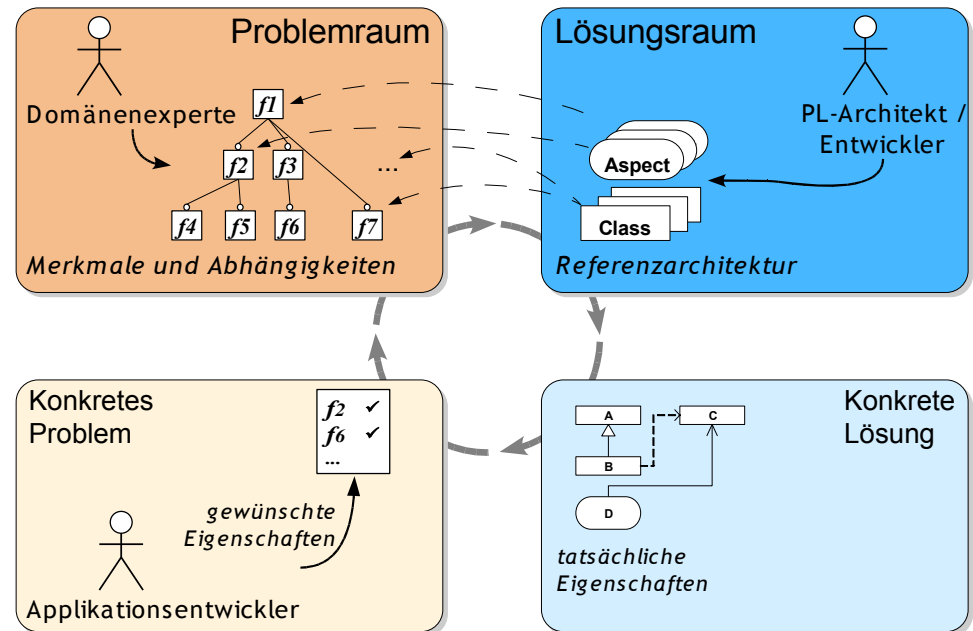 Problemraum
Domänenexperte
f1
f2
f3
...
f4
f5
f6
f7
Merkmale und Abhängigkeiten
Lösungsraum
PL-Architekt /
Entwickler
Aspect
Class
Referenzarchitektur
Konkretes
Problem
f2 ✓
f6 ✓
...
gewünschte
Eigenschaften
Applikationsentwickler
Konkrete
Lösung
A
C
B
D
tatsächliche
Eigenschaften